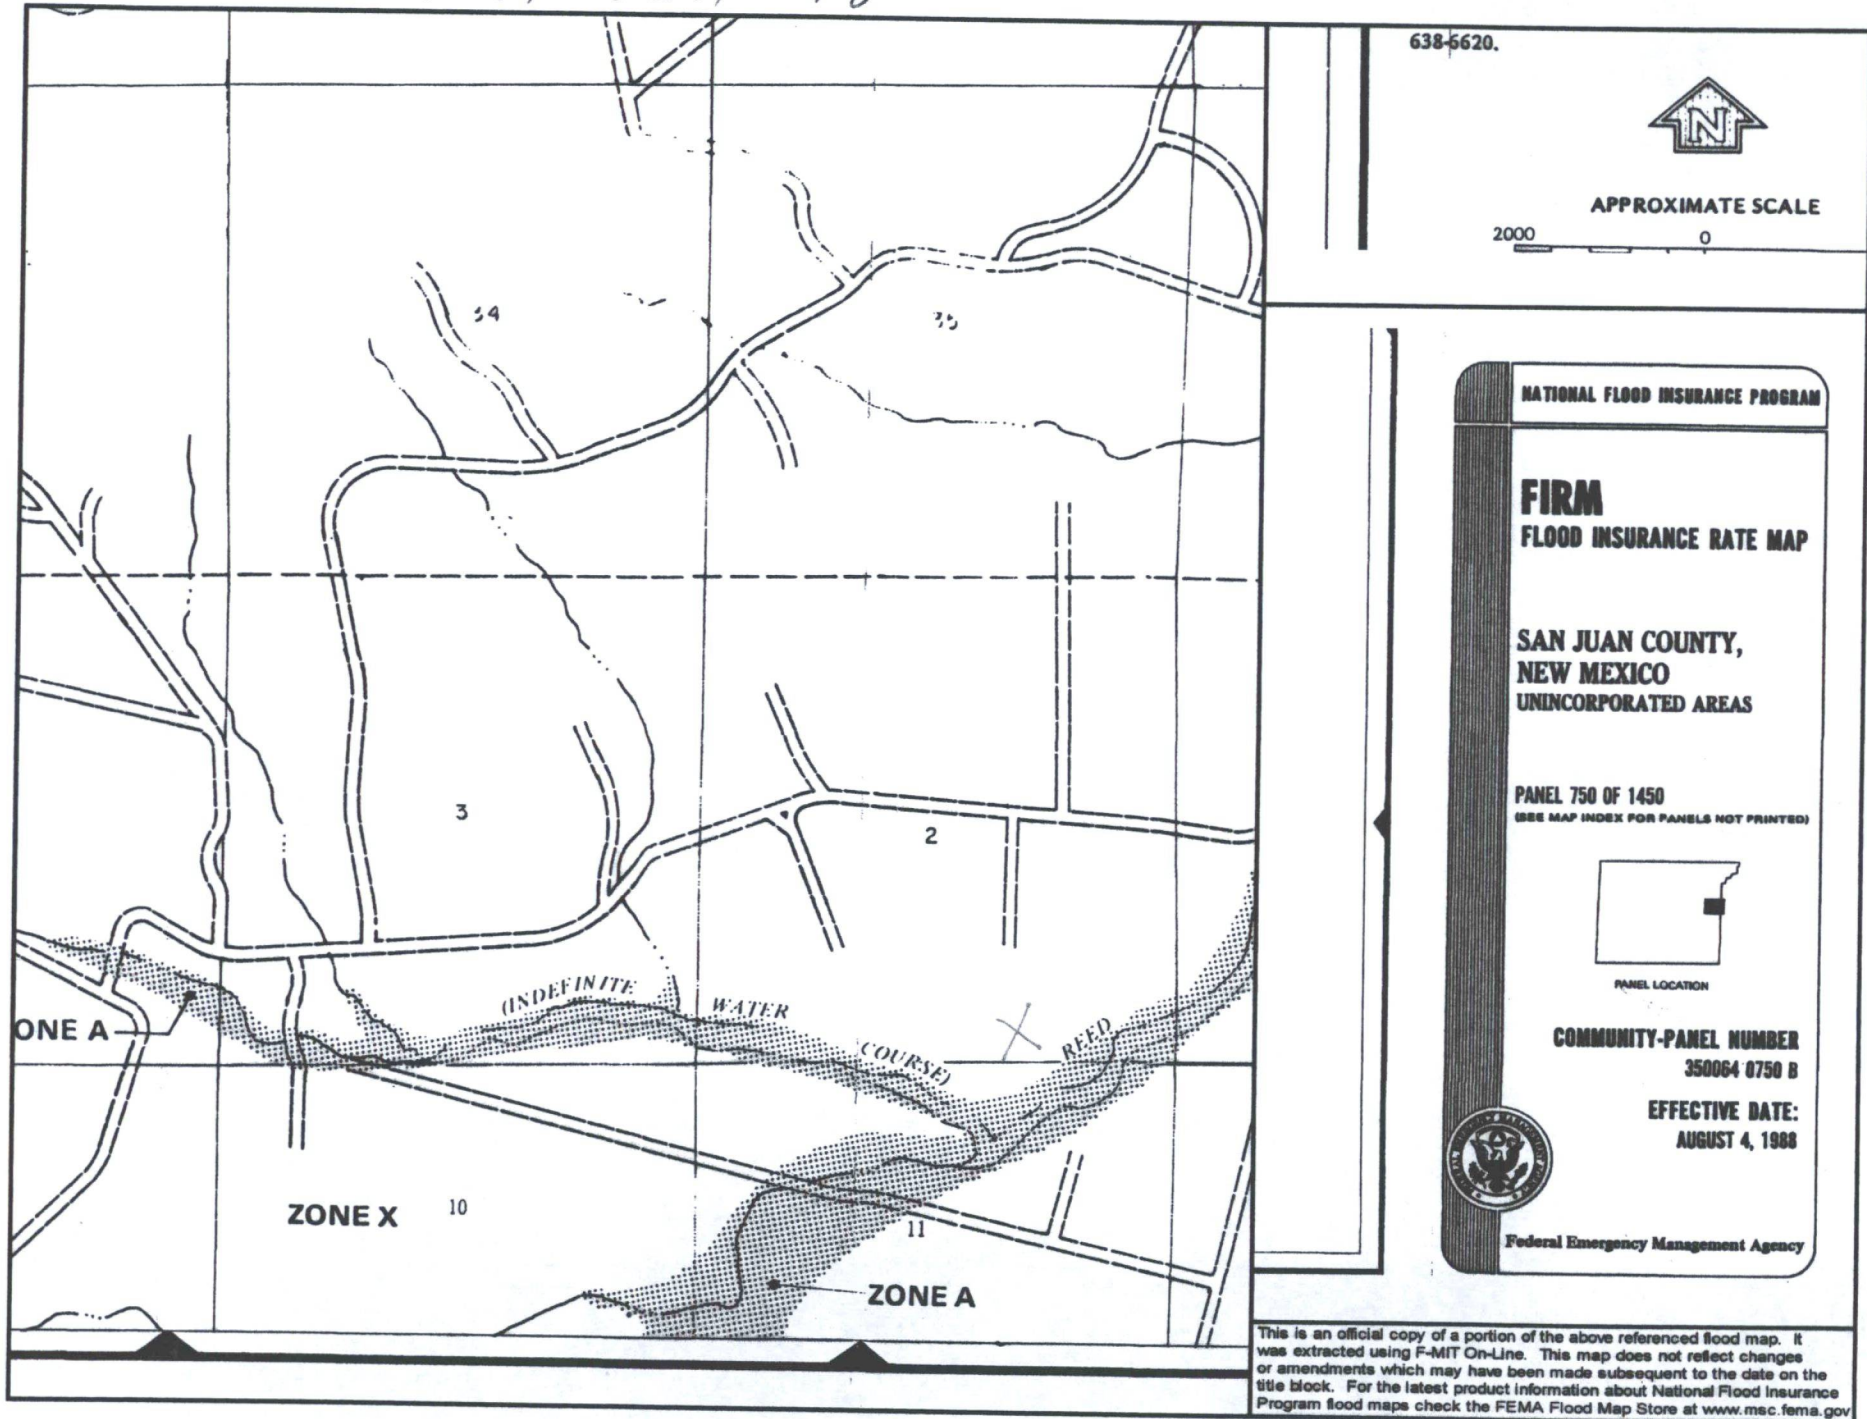 638-6620.
N
APPROXIMATE SCALE
2000 0
34
35
3
2
(INDEFINITE WATER COURSE)
REED
ONE A
ZONE X
10
11
ZONE A
NATIONAL FLOOD INSURANCE PROGRAM
FIRM
FLOOD INSURANCE RATE MAP
SAN JUAN COUNTY,
NEW MEXICO
UNINCORPORATED AREAS
PANEL 750 OF 1450
(SEE MAP INDEX FOR PANELS NOT PRINTED)
PANEL LOCATION
COMMUNITY-PANEL NUMBER
350064 0750 B
EFFECTIVE DATE:
AUGUST 4, 1988
Federal Emergency Management Agency
This is an official copy of a portion of the above referenced flood map. It
was extracted using F-MIT On-Line. This map does not reflect changes
or amendments which may have been made subsequent to the date on the
title block. For the latest product information about National Flood Insurance
Program flood maps check the FEMA Flood Map Store at www.msc.fema.gov